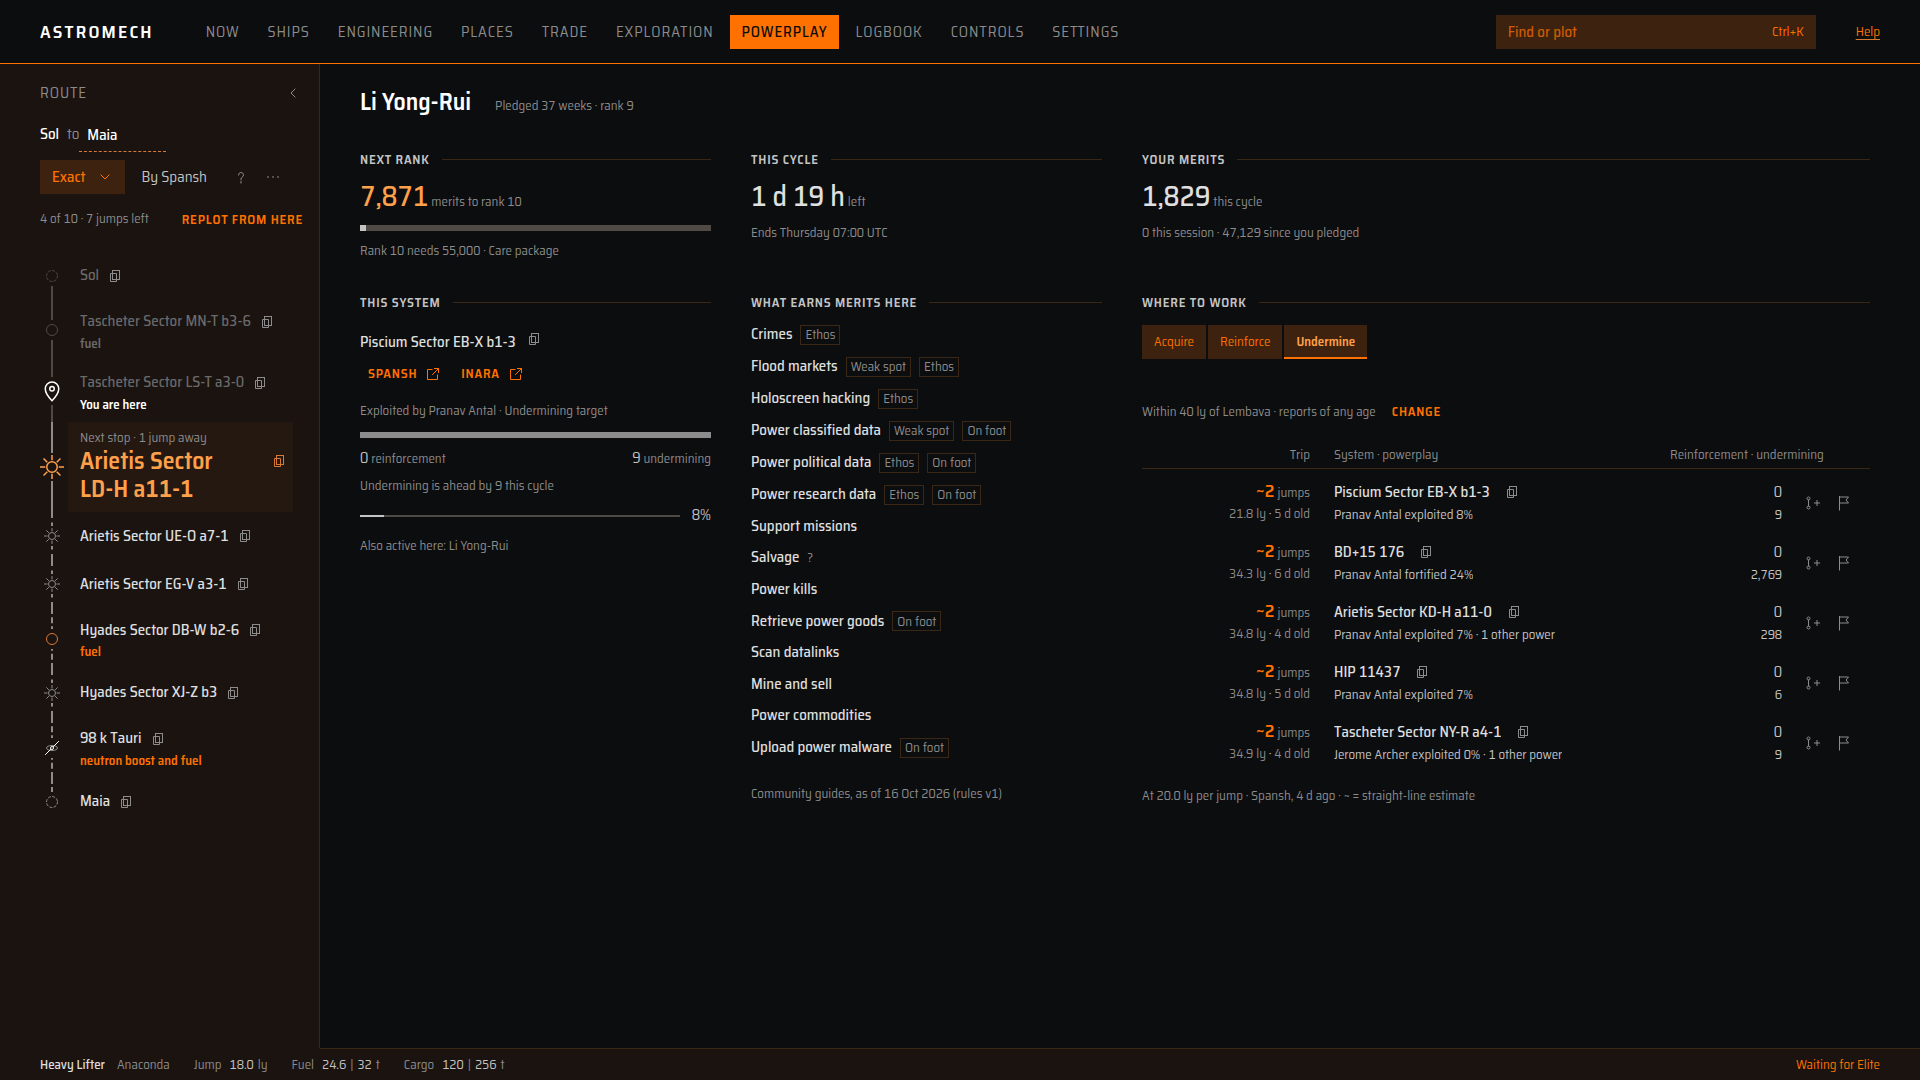 ASTROMECH
NOW SHIPS ENGINEERING PLACES TRADE EXPLORATION POWERPLAY LOGBOOK CONTROLS SETTINGS
Find or plot Ctrl+K
Help
ROUTE
Sol to Maia
Exact By Spansh ? ···
4 of 10 · 7 jumps left REPLOT FROM HERE
Sol
Tascheter Sector MN-T b3-6
fuel
Tascheter Sector LS-T a3-0
You are here
Next stop · 1 jump away
Arietis Sector
LD-H a11-1
Arietis Sector UE-O a7-1
Arietis Sector EG-V a3-1
Hyades Sector DB-W b2-6
fuel
Hyades Sector XJ-Z b3
98 k Tauri
neutron boost and fuel
Maia
Li Yong-Rui Pledged 37 weeks · rank 9
NEXT RANK
7,871 merits to rank 10
Rank 10 needs 55,000 · Care package
THIS CYCLE
1 d 19 h left
Ends Thursday 07:00 UTC
YOUR MERITS
1,829 this cycle
0 this session · 47,129 since you pledged
THIS SYSTEM
Piscium Sector EB-X b1-3
SPANSH INARA
Exploited by Pranav Antal · Undermining target
0 reinforcement 9 undermining
Undermining is ahead by 9 this cycle
8%
Also active here: Li Yong-Rui
WHAT EARNS MERITS HERE
Crimes Ethos
Flood markets Weak spot Ethos
Holoscreen hacking Ethos
Power classified data Weak spot On foot
Power political data Ethos On foot
Power research data Ethos On foot
Support missions
Salvage ?
Power kills
Retrieve power goods On foot
Scan datalinks
Mine and sell
Power commodities
Upload power malware On foot
Community guides, as of 16 Oct 2026 (rules v1)
WHERE TO WORK
Acquire Reinforce Undermine
Within 40 ly of Lembava · reports of any age CHANGE
Trip System · powerplay Reinforcement · undermining
~2 jumps Piscium Sector EB-X b1-3 0
21.8 ly · 5 d old Pranav Antal exploited 8% 9
~2 jumps BD+15 176 0
34.3 ly · 6 d old Pranav Antal fortified 24% 2,769
~2 jumps Arietis Sector KD-H a11-0 0
34.8 ly · 4 d old Pranav Antal exploited 7% · 1 other power 298
~2 jumps HIP 11437 0
34.8 ly · 5 d old Pranav Antal exploited 7% 6
~2 jumps Tascheter Sector NY-R a4-1 0
34.9 ly · 4 d old Jerome Archer exploited 0% · 1 other power 9
At 20.0 ly per jump · Spansh, 4 d ago · ~ = straight-line estimate
Heavy Lifter Anaconda Jump 18.0 ly Fuel 24.6 | 32 t Cargo 120 | 256 t
Waiting for Elite